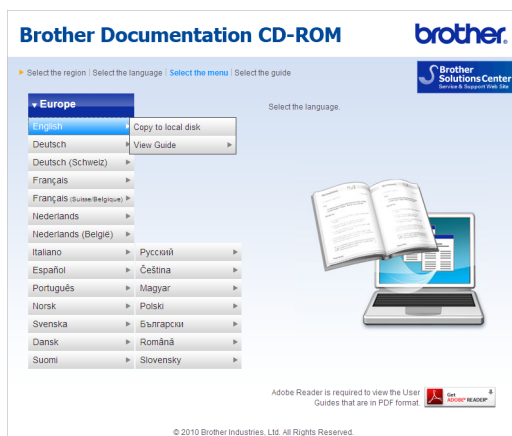 Brother Documentation CD-ROM
brother
Select the region | Select the language | Select the menu | Select the guide
Brother
Solutions Center
Service & Support Web Site
Europe
Select the language.
English
Copy to local disk
Deutsch
View Guide
Deutsch (Schweiz)
Français
Français (Suisse/Belgique)
Nederlands
Nederlands (België)
Italiano
Русский
Español
Čeština
Português
Magyar
Norsk
Polski
Svenska
Български
Dansk
Română
Suomi
Slovensky
Adobe Reader is required to view the User
Guides that are in PDF format.
Get
ADOBE® READER®
© 2010 Brother Industries, Ltd. All Rights Reserved.